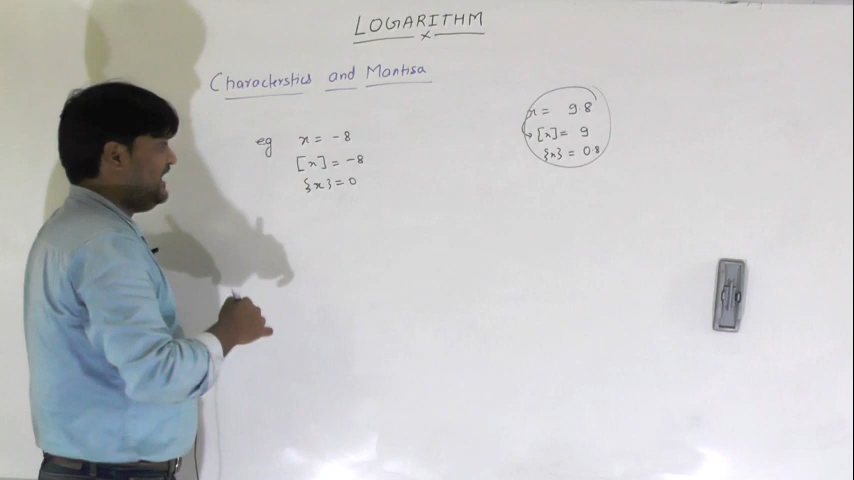 LOGARITHM
x
Characterstics and Mantisa
eg x = -8
[x] = -8
{x} = 0
x = 9.8
[x] = 9
{x} = 0.8